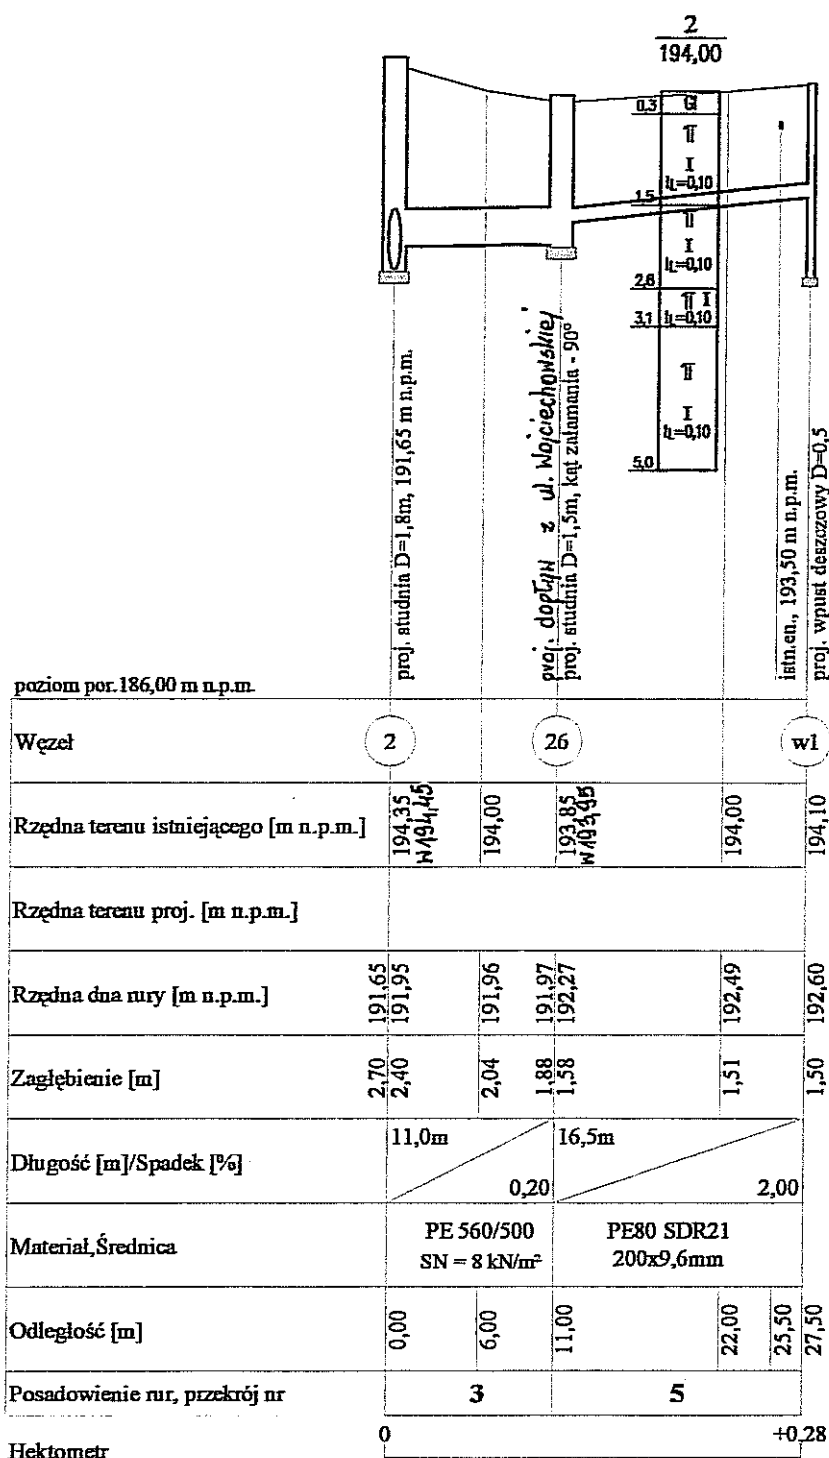 2
194,00
0,3 Gl
Π
I
IL=0,10
1,5
Π
I
IL=0,10
2,6
Π I
3,1 IL=0,10
Π
I
IL=0,10
5,0
proj. studnia D=1,8m, 191,65 m n.p.m.
proj. dopływ z ul. Wojciechowskiej
proj. studnia D=1,5m, kąt załamania - 90°
istn.en., 193,50 m n.p.m.
proj. wpust deszczowy D=0,5
poziom por.186,00 m n.p.m.
Węzeł 2 26 w1
Rzędna terenu istniejącego [m n.p.m.] 194,35 W194,45 194,00 193,85 W193,95 194,00 194,10
Rzędna terenu proj. [m n.p.m.]
Rzędna dna rury [m n.p.m.] 191,65 191,95 191,96 191,97 192,27 192,49 192,60
Zagłębienie [m] 2,70 2,40 2,04 1,88 1,58 1,51 1,50
Długość [m]/Spadek [%] 11,0m 0,20 16,5m 2,00
Materiał,Średnica PE 560/500 PE80 SDR21
SN = 8 kN/m² 200x9,6mm
Odległość [m] 0,00 6,00 11,00 22,00 25,50 27,50
Posadowienie rur, przekrój nr 3 5
Hektometr 0 +0,28